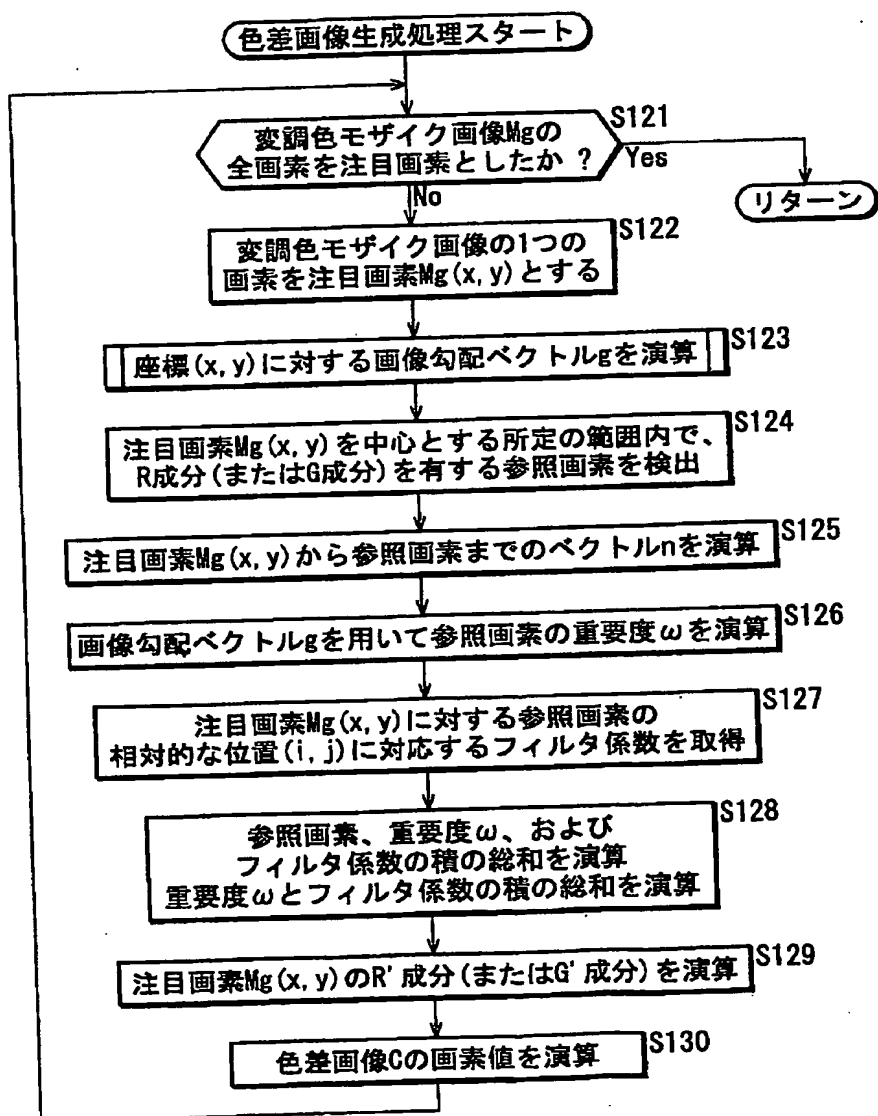 色差画像生成処理スタート
変調色モザイク画像Mgの
全画素を注目画素としたか ?
S121
Yes
リターン
No
変調色モザイク画像の1つの
画素を注目画素Mg(x, y)とする
S122
座標(x, y)に対する画像勾配ベクトルgを演算
S123
注目画素Mg(x, y)を中心とする所定の範囲内で、
R成分(またはG成分)を有する参照画素を検出
S124
注目画素Mg(x, y)から参照画素までのベクトルnを演算
S125
画像勾配ベクトルgを用いて参照画素の重要度ωを演算
S126
注目画素Mg(x, y)に対する参照画素の
相対的な位置(i, j)に対応するフィルタ係数を取得
S127
参照画素、重要度ω、および
フィルタ係数の積の総和を演算
重要度ωとフィルタ係数の積の総和を演算
S128
注目画素Mg(x, y)のR'成分(またはG'成分)を演算
S129
色差画像Cの画素値を演算
S130